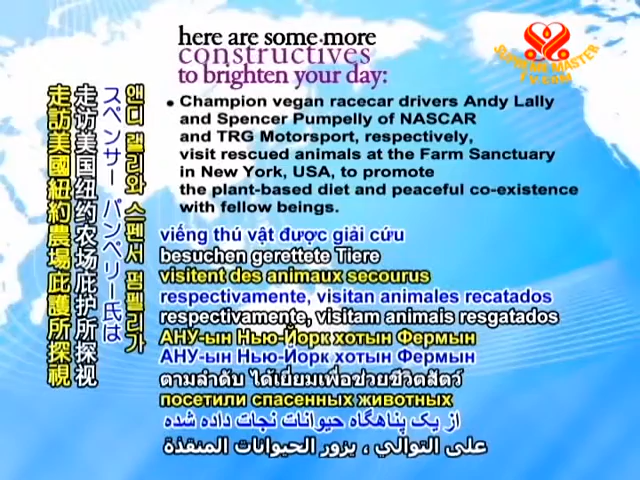 here are some more
constructives
to brighten your day:
SUPREME MASTER
TV.COM
• Champion vegan racecar drivers Andy Lally
and Spencer Pumpelly of NASCAR
and TRG Motorsport, respectively,
visit rescued animals at the Farm Sanctuary
in New York, USA, to promote
the plant-based diet and peaceful co-existence
with fellow beings.
走訪美國紐約農場庇護所探視
走访美国纽约农场庇护所探视
スペンサー パンペリー氏は
앤디 랠리와 스펜서 펌펠리가
viếng thú vật được giải cứu
besuchen gerettete Tiere
visitent des animaux secourus
respectivamente, visitan animales recatados
respectivamente, visitam animais resgatados
АНУ-ын Нью-Йорк хотын Фермын
АНУ-ын Нью-Йорк хотын Фермын
ตามลำดับ ได้เยี่ยมเพื่อช่วยชีวิตสัตว์
посетили спасенных животных
از یک پناهگاه حیوانات نجات داده شده
على التوالي ، يزور الحيوانات المنقذة